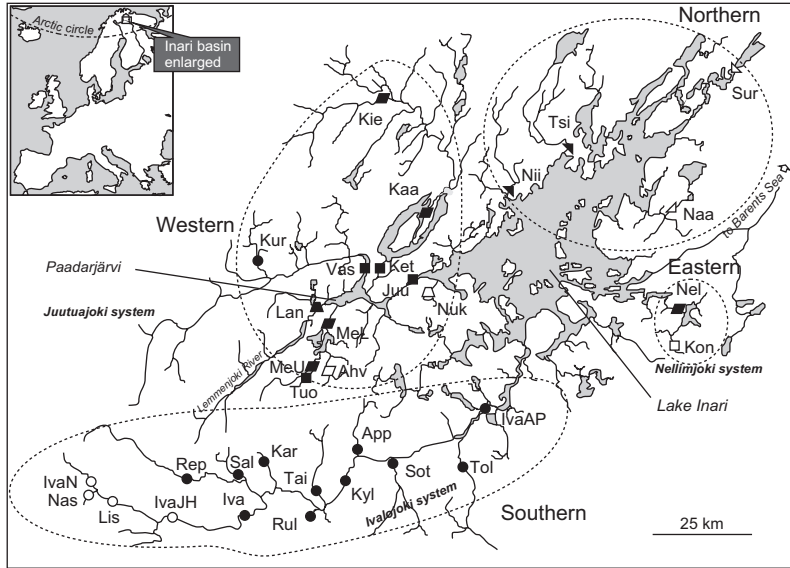 Arctic circle
Inari basin
enlarged
Northern
Sur
Tsi
Kie
Nii
Kaa
Naa
to Barents Sea
Western
Kur
Vas
Ket
Paadarjärvi
Juu
Eastern
Nel
Nuk
Lan
Juutuajoki system
MeL
Kon
Nellimjoki system
MeU
Ahv
Lemmenjoki River
Tuo
Lake Inari
IvaAP
App
Kar
Rep
Sal
Sot
Tol
IvaN
Tai
Kyl
Nas
Lis
IvaJH
Iva
Rul
Ivalojoki system
Southern
25 km